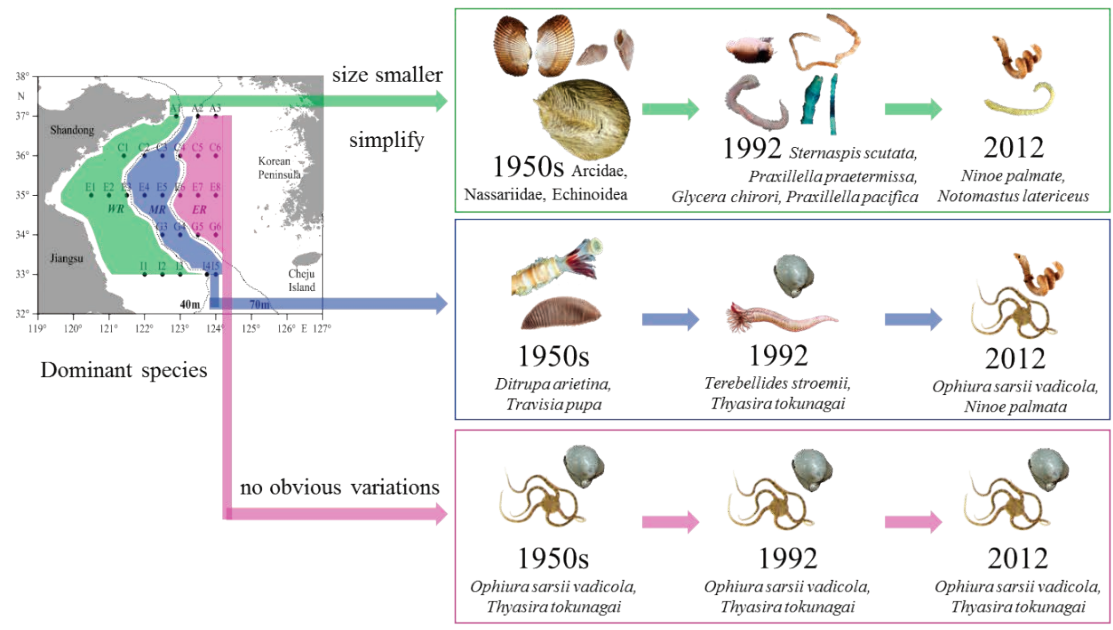 size smaller
simplify
38°
N
37°
36°
35°
34°
33°
32°
119°
120°
121°
122°
123°
124°
125°
126°
E
127°
Shandong
Jiangsu
Korean
Peninsula
Cheju
Island
A1
A2
A3
C1
C2
C3
C4
C5
C6
E1
E2
E3
E4
E5
E6
E7
E8
WR
MR
ER
G3
G4
G5
G6
I1
I2
I3
I4
I5
40m
70m
Dominant species
no obvious variations
1950s Arcidae,
Nassariidae, Echinoidea
1992 Sternaspis scutata,
Praxillella praetermissa,
Glycera chirori, Praxillella pacifica
2012
Ninoe palmate,
Notomastus latericeus
1950s
Ditrupa arietina,
Travisia pupa
1992
Terebellides stroemii,
Thyasira tokunagai
2012
Ophiura sarsii vadicola,
Ninoe palmata
1950s
Ophiura sarsii vadicola,
Thyasira tokunagai
1992
Ophiura sarsii vadicola,
Thyasira tokunagai
2012
Ophiura sarsii vadicola,
Thyasira tokunagai